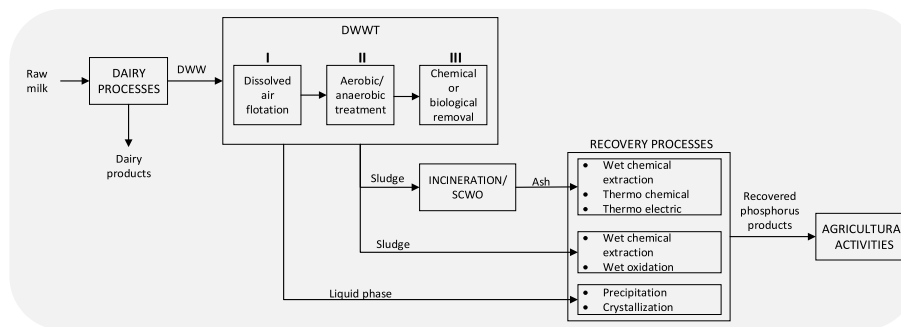 DWWT
I
II
III
Raw
milk
DAIRY
PROCESSES
DWW
Dissolved
air
flotation
Aerobic/
anaerobic
treatment
Chemical
or
biological
removal
Dairy
products
RECOVERY PROCESSES
Sludge
INCINERATION/
SCWO
Ash
• Wet chemical
extraction
• Thermo chemical
• Thermo electric
Recovered
phosphorus
products
AGRICULTURA
ACTIVITIES
Sludge
• Wet chemical
extraction
• Wet oxidation
Liquid phase
• Precipitation
• Crystallization